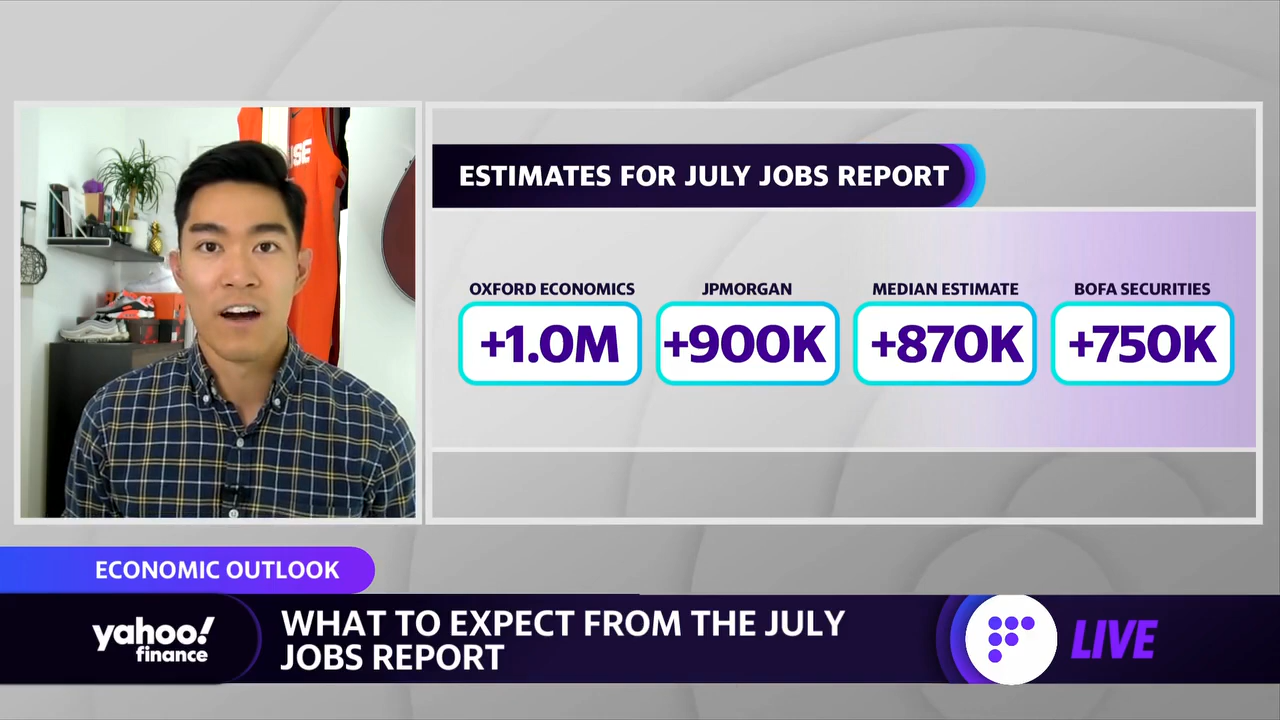 SE
ESTIMATES FOR JULY JOBS REPORT
OXFORD ECONOMICS
JPMORGAN
MEDIAN ESTIMATE
BOFA SECURITIES
+1.0M
+900K
+870K
+750K
ECONOMIC OUTLOOK
yahoo!
finance
WHAT TO EXPECT FROM THE JULY
JOBS REPORT
LIVE